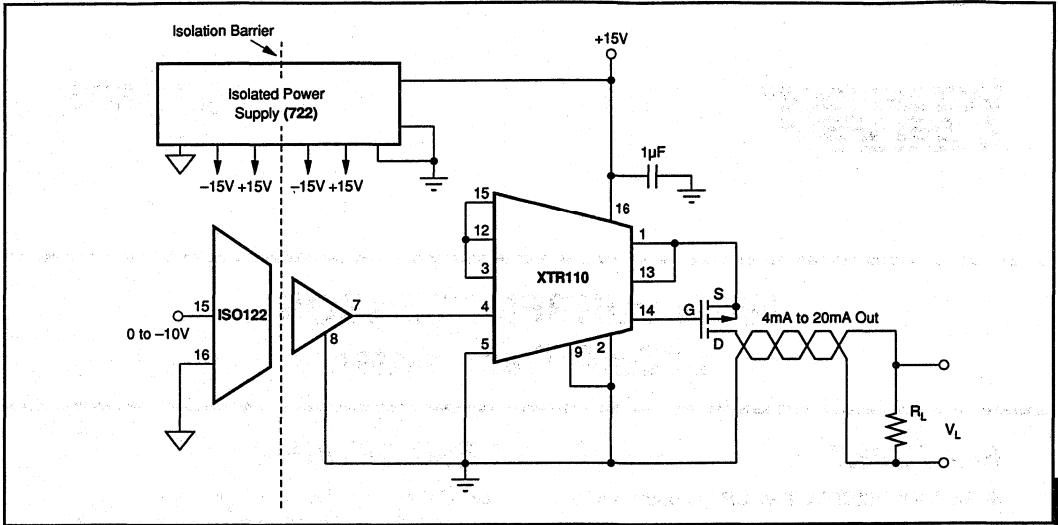 Isolation Barrier
+15V
Isolated Power
Supply (722)
1µF
–15V +15V
–15V +15V
15
16
12
1
3
XTR110
13
ISO122
15
7
4
14
G
S
4mA to 20mA Out
0 to –10V
8
D
16
5
9
2
RL
VL